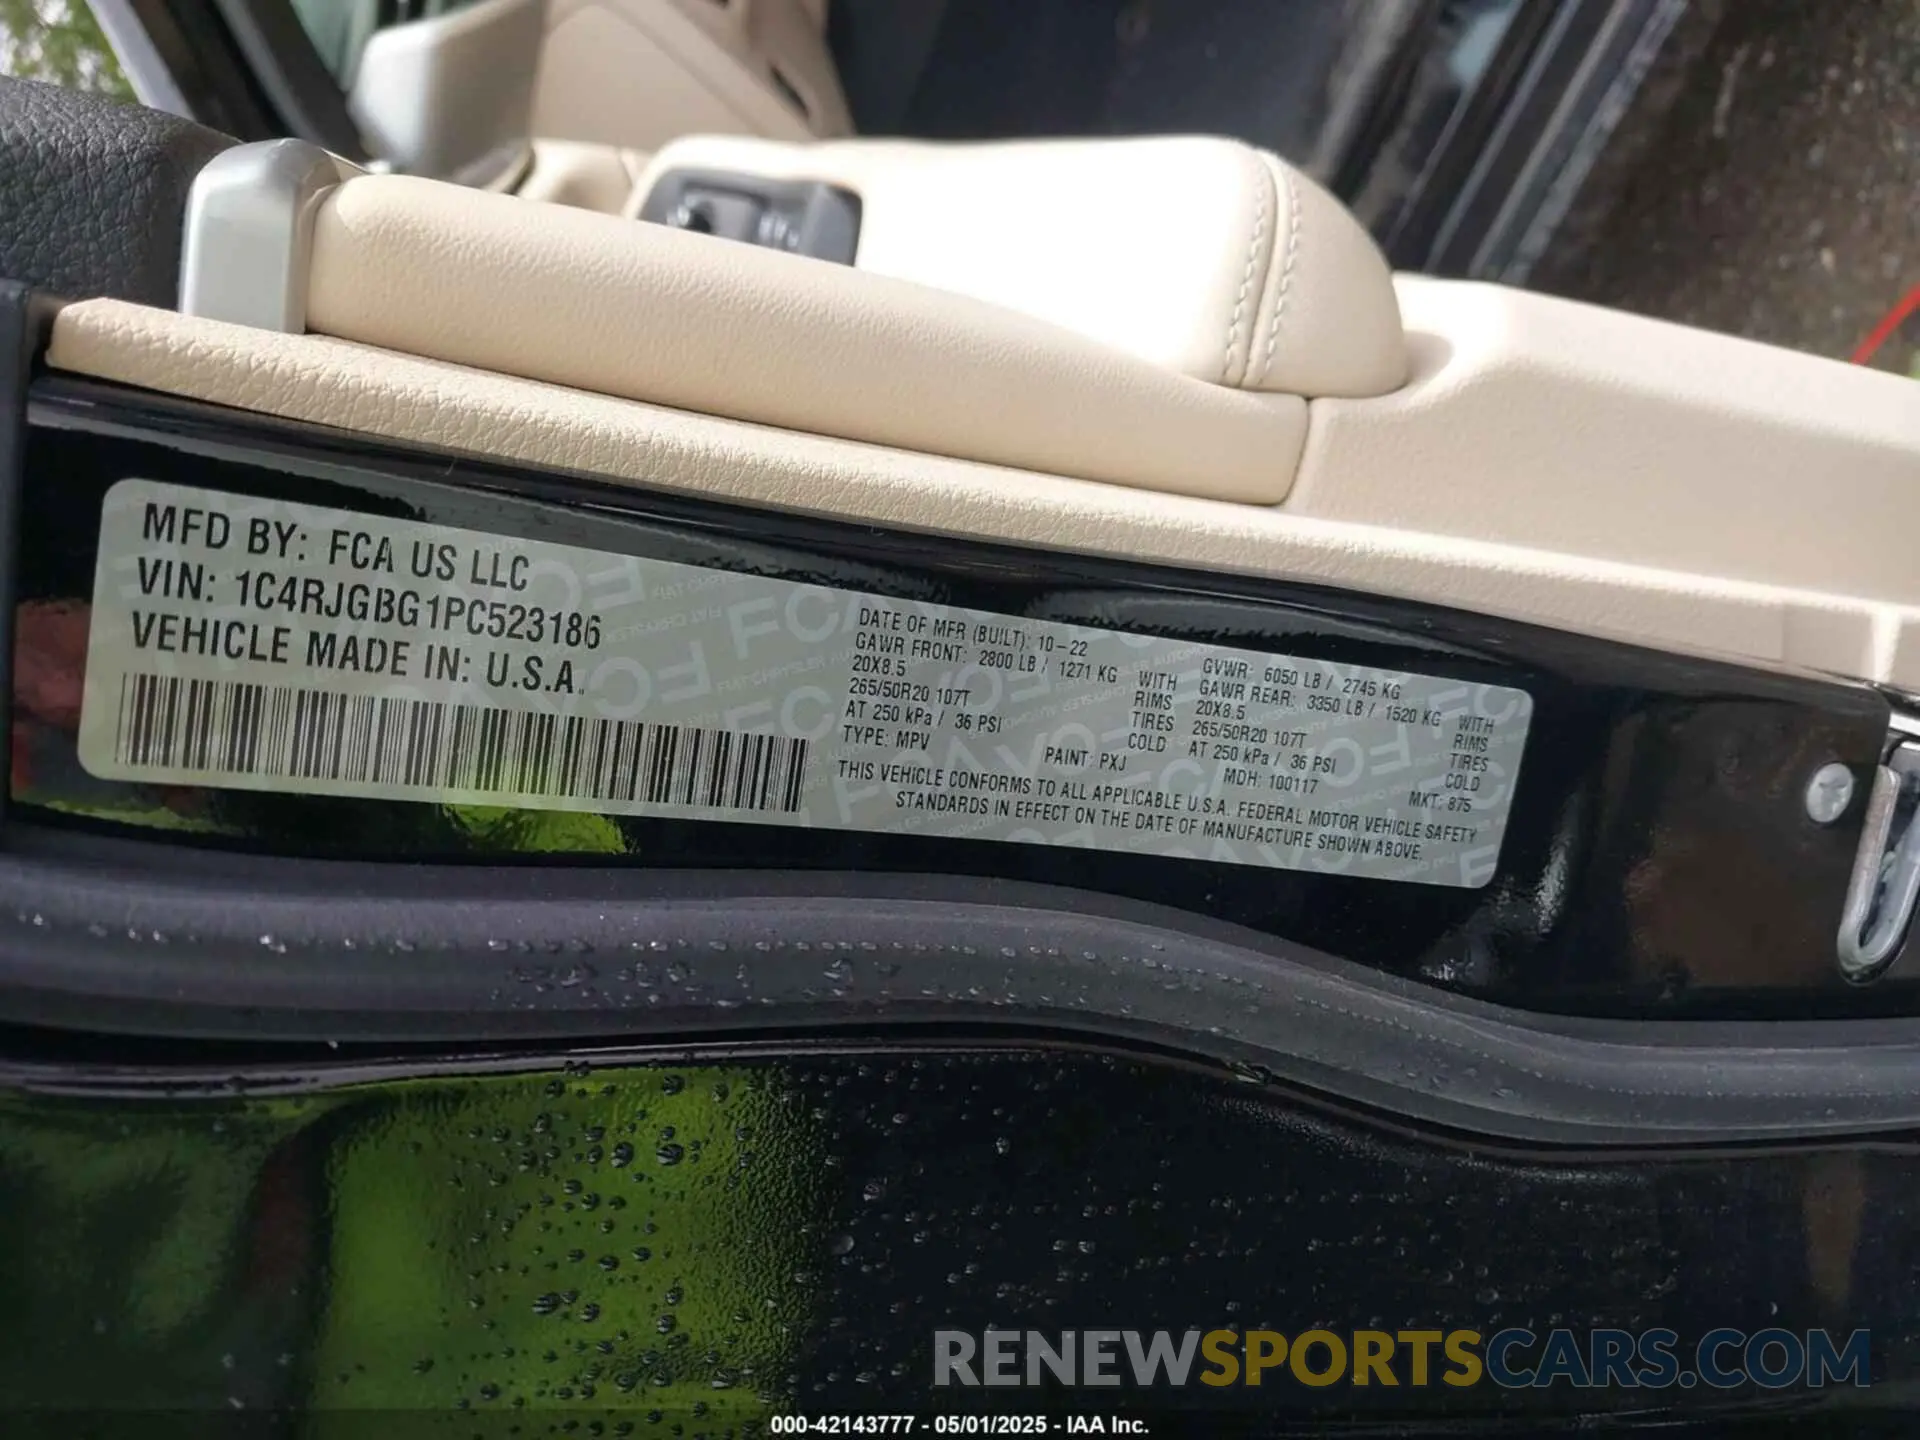 MFD BY: FCA US LLC
VIN: 1C4RJGBG1PC523186
VEHICLE MADE IN: U.S.A.
DATE OF MFR (BUILT): 10-22
GAWR FRONT: 2800 LB / 1271 KG WITH
20X8.5 RIMS
265/50R20 107T TIRES
AT 250 kPa / 36 PSI COLD
TYPE: MPV
PAINT: PXJ
GVWR: 6050 LB / 2745 KG
GAWR REAR: 3350 LB / 1520 KG WITH
20X8.5 RIMS
265/50R20 107T TIRES
AT 250 kPa / 36 PSI COLD
MDH: 100117
MKT: 875
THIS VEHICLE CONFORMS TO ALL APPLICABLE U.S.A. FEDERAL MOTOR VEHICLE SAFETY
STANDARDS IN EFFECT ON THE DATE OF MANUFACTURE SHOWN ABOVE.
RENEWSPORTSCARS.COM
000-42143777 - 05/01/2025 - IAA Inc.